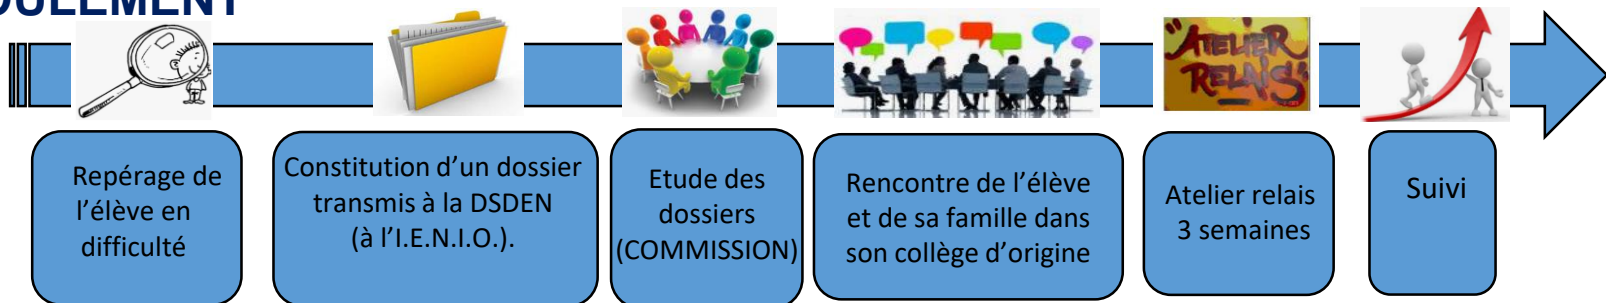 Repérage de
l’élève en
difficulté
Constitution d’un dossier
transmis à la DSDEN
(à l’I.E.N.I.O.).
Etude des
dossiers
(COMMISSION)
Rencontre de l’élève
et de sa famille dans
son collège d’origine
"ATELIER
RELAIS"
Atelier relais
3 semaines
Suivi